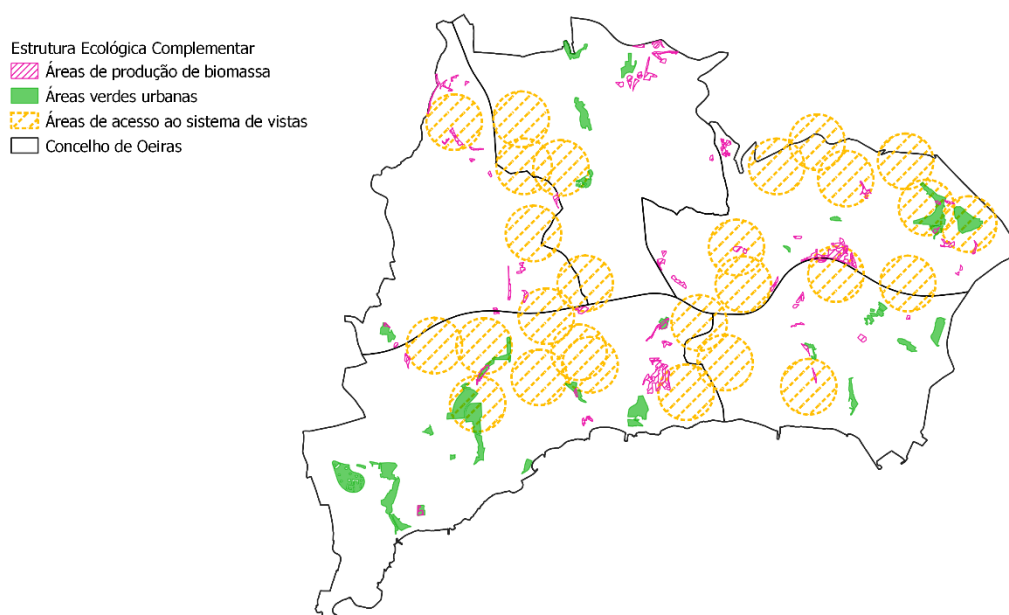 Estrutura Ecológica Complementar
Áreas de produção de biomassa
Áreas verdes urbanas
Áreas de acesso ao sistema de vistas
Concelho de Oeiras